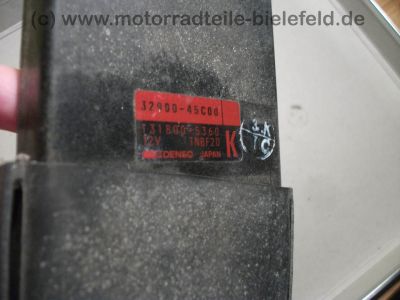 (c) www.motorradteile-bielefeld.de
32900-45C00
131800-5360
12V TNBF20 K
DENSO JAPAN